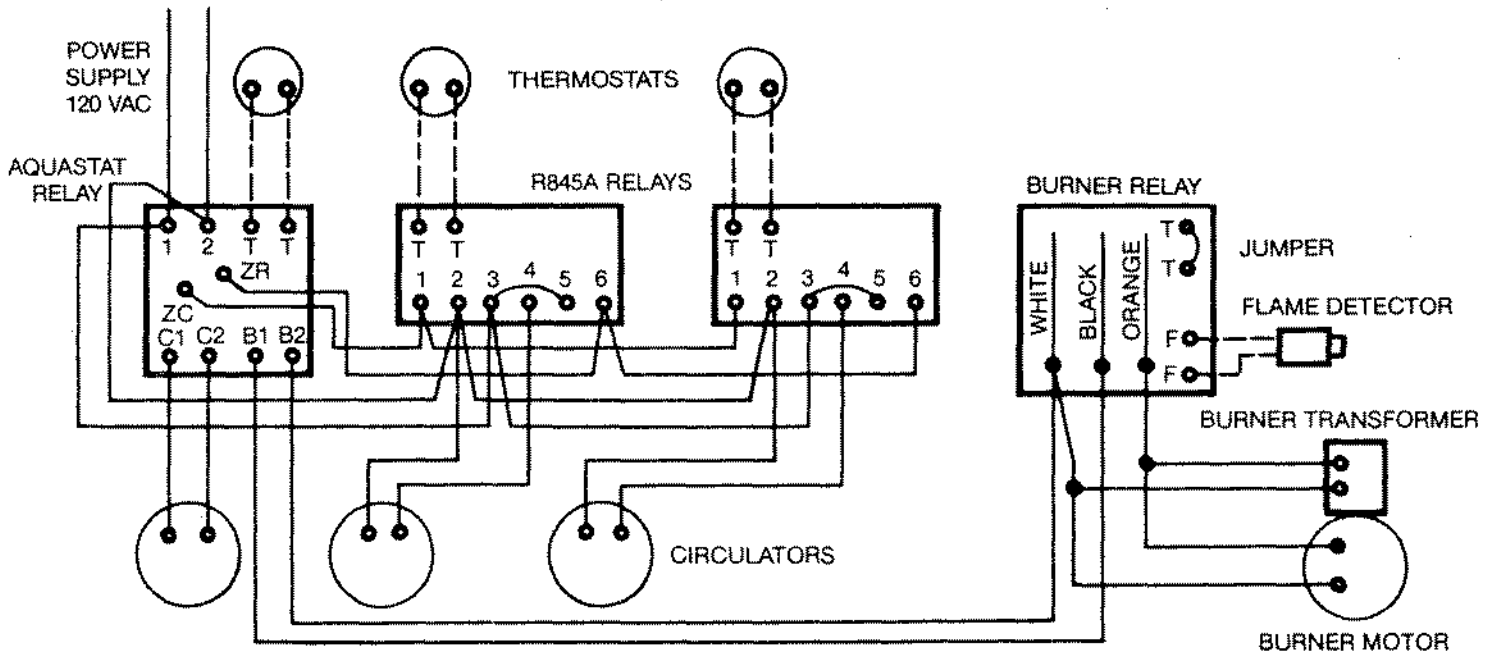 POWER
SUPPLY
120 VAC
THERMOSTATS
AQUASTAT
RELAY
R845A RELAYS
BURNER RELAY
1 2 T T
ZR
ZC
C1 C2 B1 B2
T T
1 2 3 4 5 6
T T
1 2 3 4 5 6
WHITE
BLACK
ORANGE
T
T
F
F
JUMPER
FLAME DETECTOR
BURNER TRANSFORMER
CIRCULATORS
BURNER MOTOR